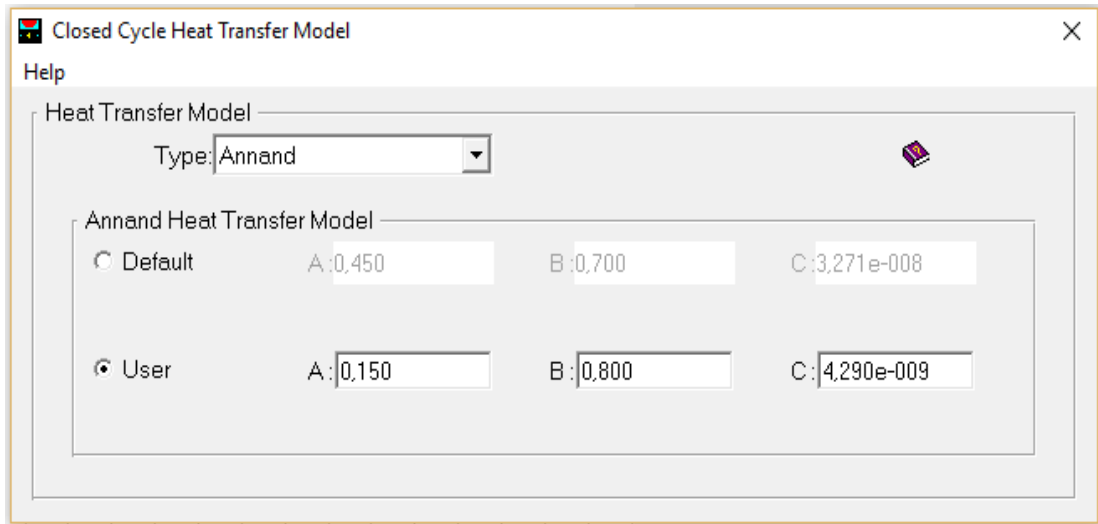 Closed Cycle Heat Transfer Model
Help
Heat Transfer Model
Type: Annand
Annand Heat Transfer Model
Default A :0,450 B :0,700 C :3,271e-008
User A : 0,150 B : 0,800 C : 4,290e-009